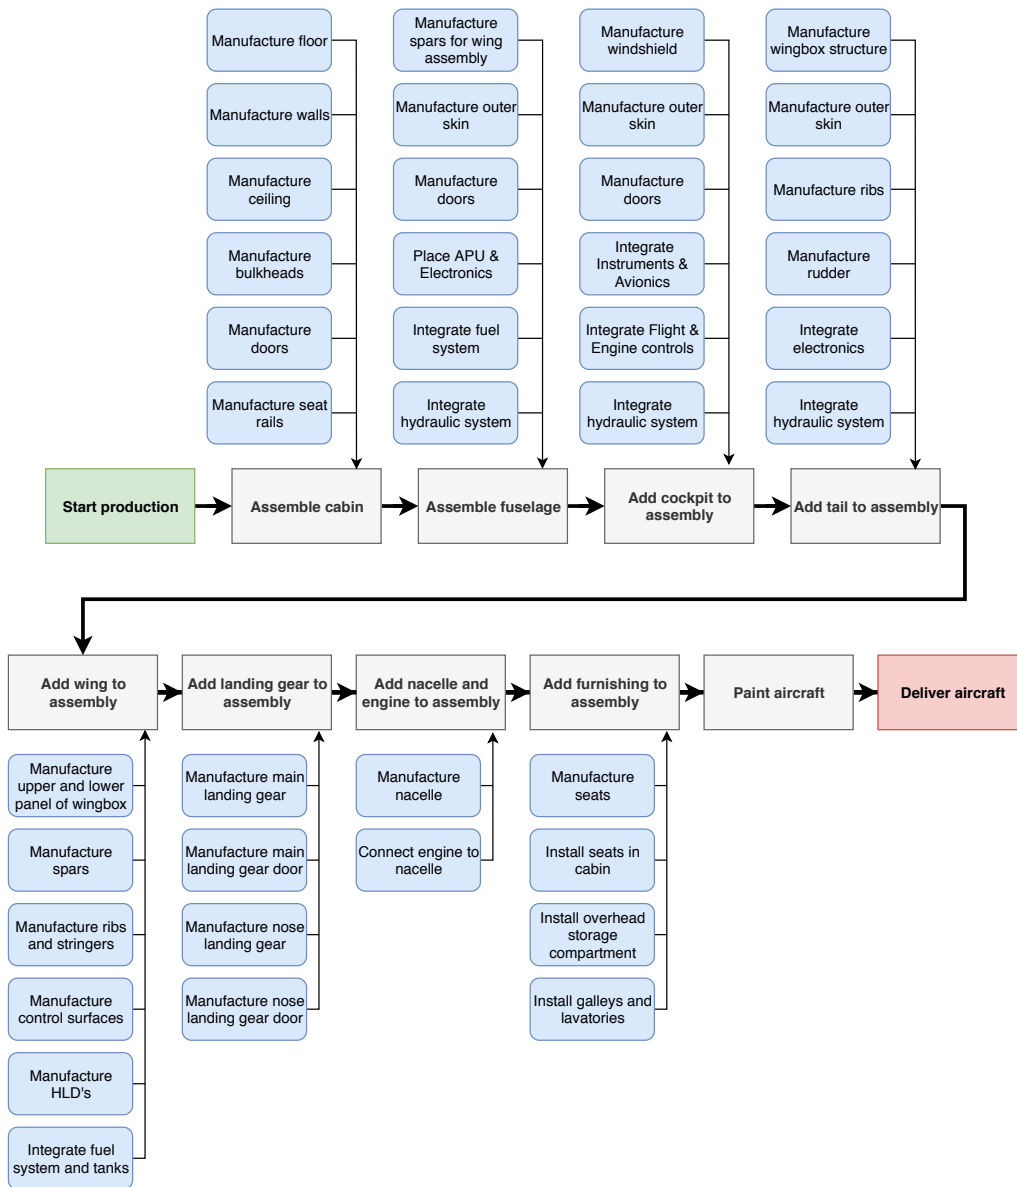 Manufacture floor
Manufacture walls
Manufacture
ceiling
Manufacture
bulkheads
Manufacture
doors
Manufacture seat
rails
Manufacture
spars for wing
assembly
Manufacture outer
skin
Manufacture
doors
Place APU &
Electronics
Integrate fuel
system
Integrate
hydraulic system
Manufacture
windshield
Manufacture outer
skin
Manufacture
doors
Integrate
Instruments &
Avionics
Integrate Flight &
Engine controls
Integrate
hydraulic system
Manufacture
wingbox structure
Manufacture outer
skin
Manufacture ribs
Manufacture
rudder
Integrate
electronics
Integrate
hydraulic system
Start production
Assemble cabin
Assemble fuselage
Add cockpit to
assembly
Add tail to assembly
Add wing to
assembly
Add landing gear to
assembly
Add nacelle and
engine to assembly
Add furnishing to
assembly
Paint aircraft
Deliver aircraft
Manufacture
upper and lower
panel of wingbox
Manufacture
spars
Manufacture ribs
and stringers
Manufacture
control surfaces
Manufacture
HLD's
Integrate fuel
system and tanks
Manufacture main
landing gear
Manufacture main
landing gear door
Manufacture nose
landing gear
Manufacture nose
landing gear door
Manufacture
nacelle
Connect engine to
nacelle
Manufacture
seats
Install seats in
cabin
Install overhead
storage
compartment
Install galleys and
lavatories